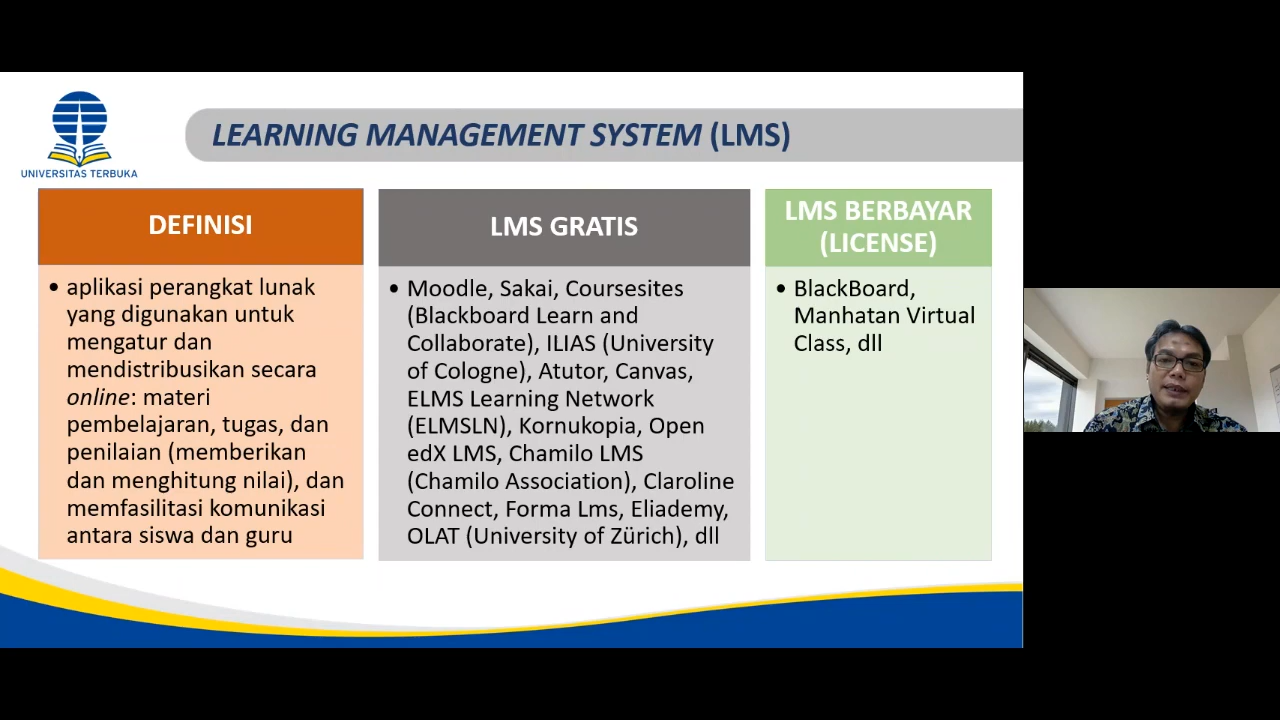 UNIVERSITAS TERBUKA
LEARNING MANAGEMENT SYSTEM (LMS)
DEFINISI
• aplikasi perangkat lunak
yang digunakan untuk
mengatur dan
mendistribusikan secara
online: materi
pembelajaran, tugas, dan
penilaian (memberikan
dan menghitung nilai), dan
memfasilitasi komunikasi
antara siswa dan guru
LMS GRATIS
• Moodle, Sakai, Coursesites
(Blackboard Learn and
Collaborate), ILIAS (University
of Cologne), Atutor, Canvas,
ELMS Learning Network
(ELMSLN), Kornukopia, Open
edX LMS, Chamilo LMS
(Chamilo Association), Claroline
Connect, Forma Lms, Eliademy,
OLAT (University of Zürich), dll
LMS BERBAYAR
(LICENSE)
• BlackBoard,
Manhatan Virtual
Class, dll